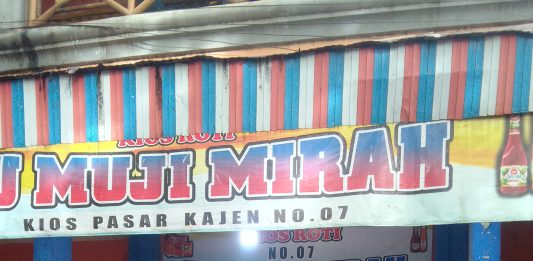 KIOS ROTI
U MUJI MIRAH
KIOS PASAR KAJEN NO.07
KIOS ROTI
NO.07